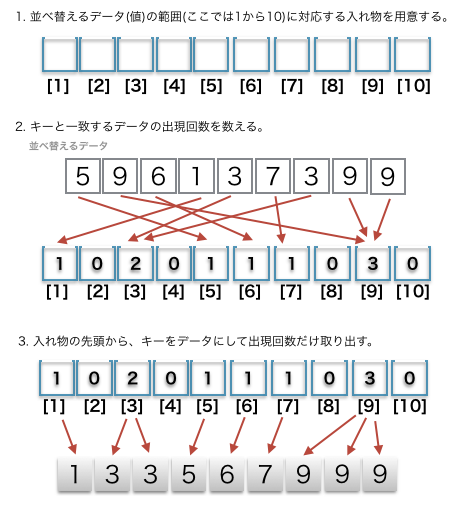 1. 並べ替えるデータ(値)の範囲(ここでは1から10)に対応する入れ物を用意する。
[1] [2] [3] [4] [5] [6] [7] [8] [9] [10]
2. キーと一致するデータの出現回数を数える。
並べ替えるデータ
5 9 6 1 3 7 3 9 9
1 0 2 0 1 1 1 0 3 0
[1] [2] [3] [4] [5] [6] [7] [8] [9] [10]
3. 入れ物の先頭から、キーをデータにして出現回数だけ取り出す。
1 0 2 0 1 1 1 0 3 0
[1] [2] [3] [4] [5] [6] [7] [8] [9] [10]
1 3 3 5 6 7 9 9 9